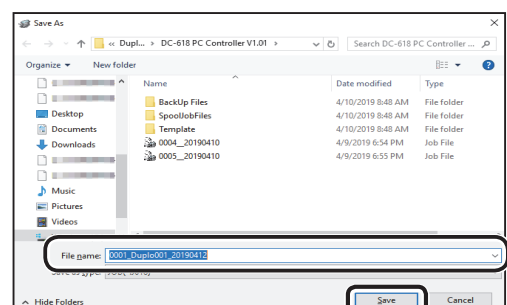 Save As
« Dupl... > DC-618 PC Controller V1.01 >
Search DC-618 PC Controller ...
Organize
New folder
Name
Date modified
Type
BackUp Files
4/10/2019 8:48 AM
File folder
SpoolJobFiles
4/10/2019 8:48 AM
File folder
Template
4/10/2019 8:48 AM
File folder
0004__20190410
4/9/2019 6:54 PM
Job File
0005__20190410
4/9/2019 6:55 PM
Job File
Desktop
Documents
Downloads
Music
Pictures
Videos
File name:
0001_Duplo001_20190412
Hide Folders
Save
Cancel